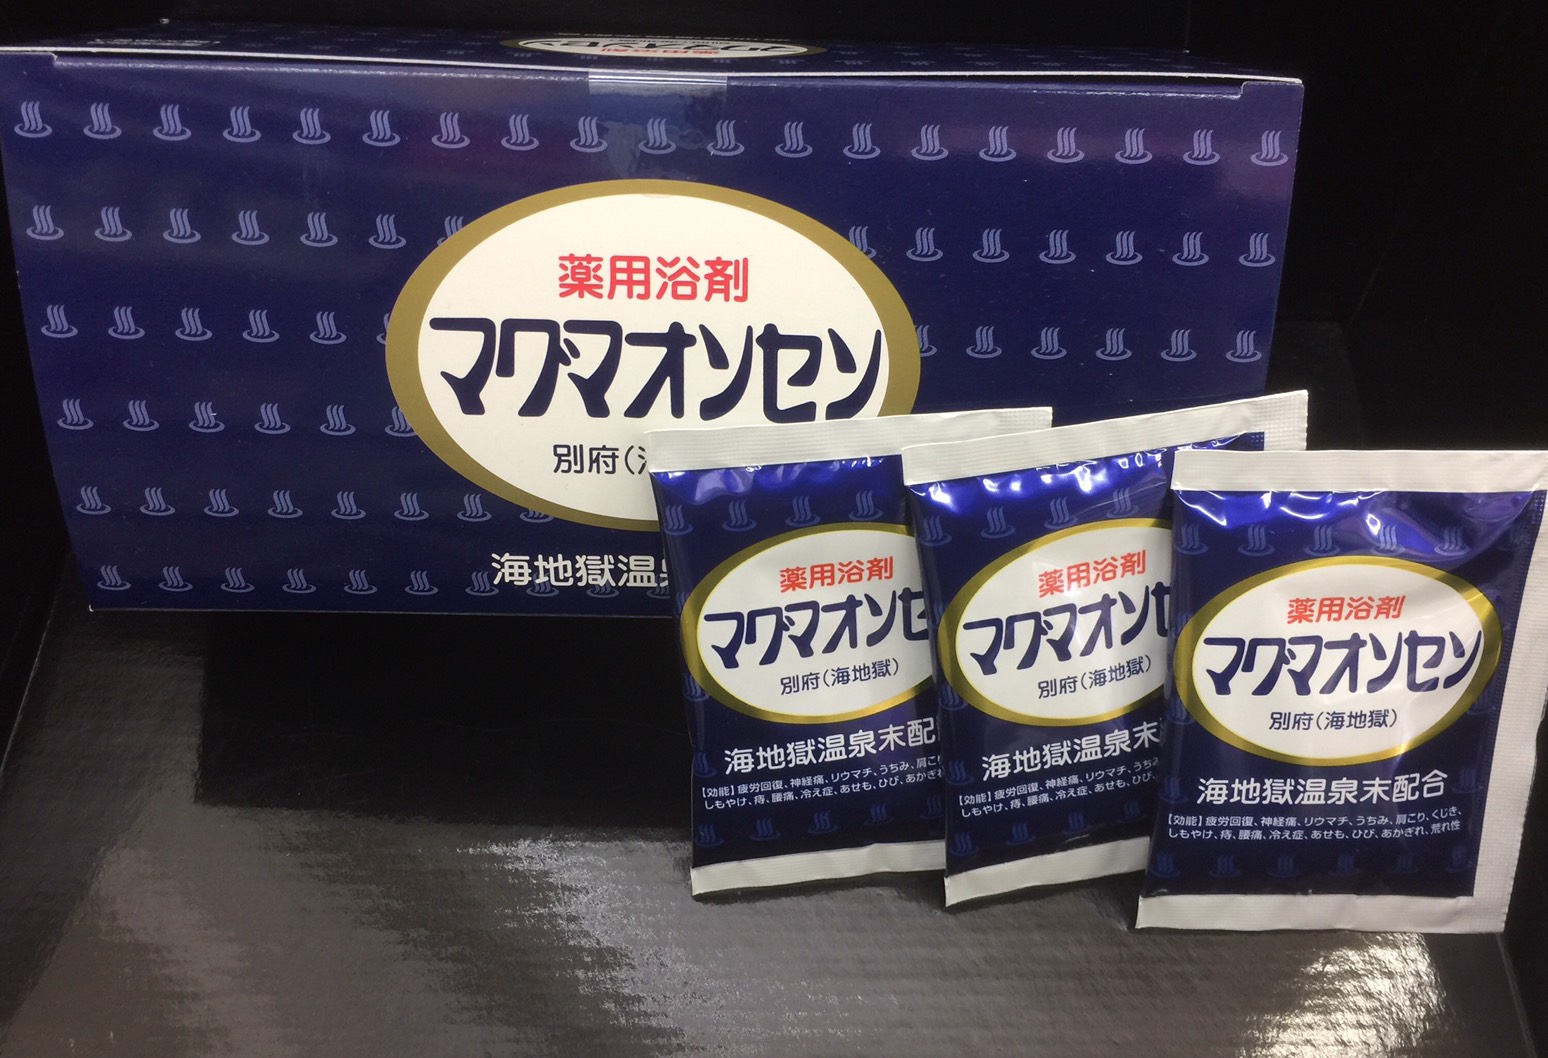 薬用浴剤
マグマオンセン
別府(
海地獄温泉
薬用浴剤
マグマオンセ
別府(海地獄)
海地獄温泉末配
【効能】疲労回復、神経痛、リウマチ、うちみ、肩こり
しもやけ、痔、腰痛、冷え症、あせも、ひび、あかぎれ
薬用浴剤
マグマオンセ
別府(海地獄)
海地獄温泉末
【効能】疲労回復、神経痛、リウマチ、うちみ
しもやけ、痔、腰痛、冷え症、あせも、ひび、
薬用浴剤
マグマオンセン
別府(海地獄)
海地獄温泉末配合
【効能】疲労回復、神経痛、リウマチ、うちみ、肩こり、くじき、
しもやけ、痔、腰痛、冷え症、あせも、ひび、あかぎれ、荒れ性